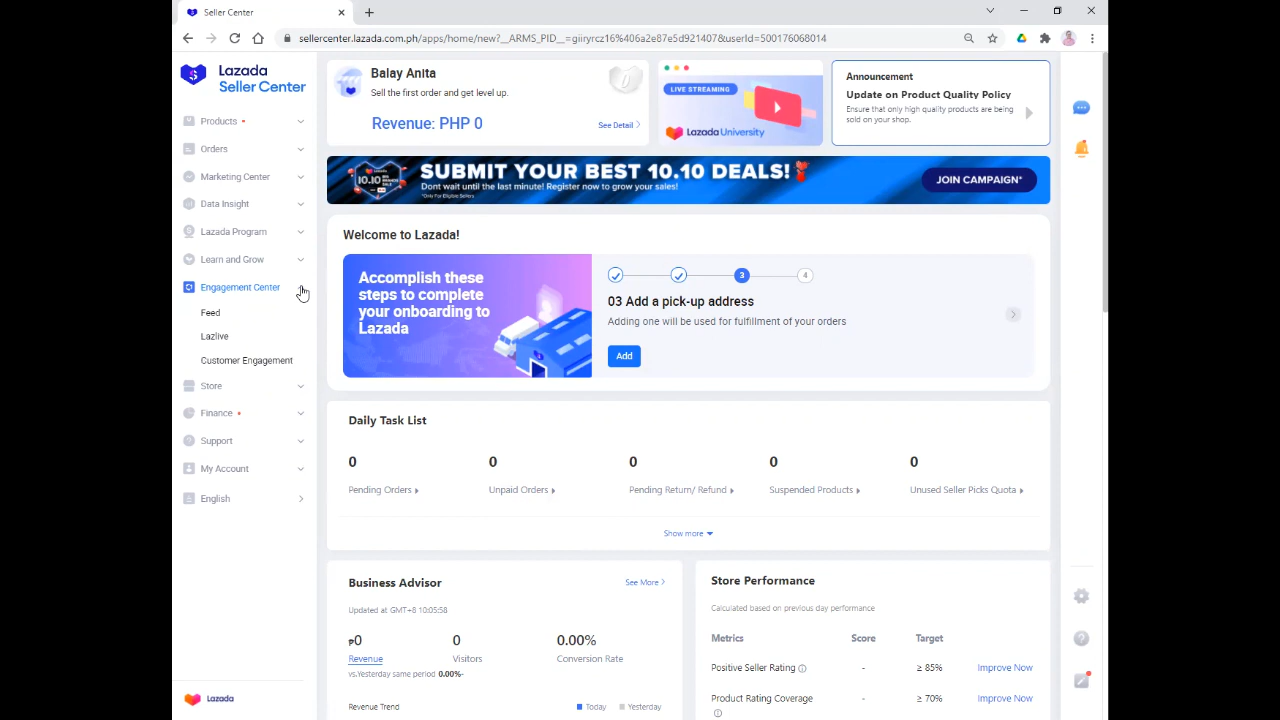 Seller Center
sellercenter.lazada.com.ph/apps/home/new?__ARMS_PID__=giiryrcz16%406a2e87e5d921407&userId=500176068014
Lazada
Seller Center
Products
Orders
Marketing Center
Data Insight
Lazada Program
Learn and Grow
Engagement Center
Feed
Lazlive
Customer Engagement
Store
Finance
Support
My Account
English
Lazada
Balay Anita
Sell the first order and get level up.
Revenue: PHP 0
See Detail
LIVE STREAMING
Lazada University
Announcement
Update on Product Quality Policy
Ensure that only high quality products are being
sold on your shop.
10.10
SUBMIT YOUR BEST 10.10 DEALS!
Dont wait until the last minute! Register now to grow your sales!
*Only For Eligible Sellers
JOIN CAMPAIGN*
Welcome to Lazada!
Accomplish these
steps to complete
your onboarding to
Lazada
3
4
03 Add a pick-up address
Adding one will be used for fulfillment of your orders
Add
Daily Task List
0 0 0 0 0
Pending Orders Unpaid Orders Pending Return/ Refund Suspended Products Unused Seller Picks Quota
Show more
Business Advisor
See More
Updated at GMT+8 10:05:58
₱0 0 0.00%
Revenue Visitors Conversion Rate
vs.Yesterday same period 0.00%-
Revenue Trend Today Yesterday
Store Performance
Calculated based on previous day performance
Metrics Score Target
Positive Seller Rating - ≥ 85% Improve Now
Product Rating Coverage - ≥ 70% Improve Now